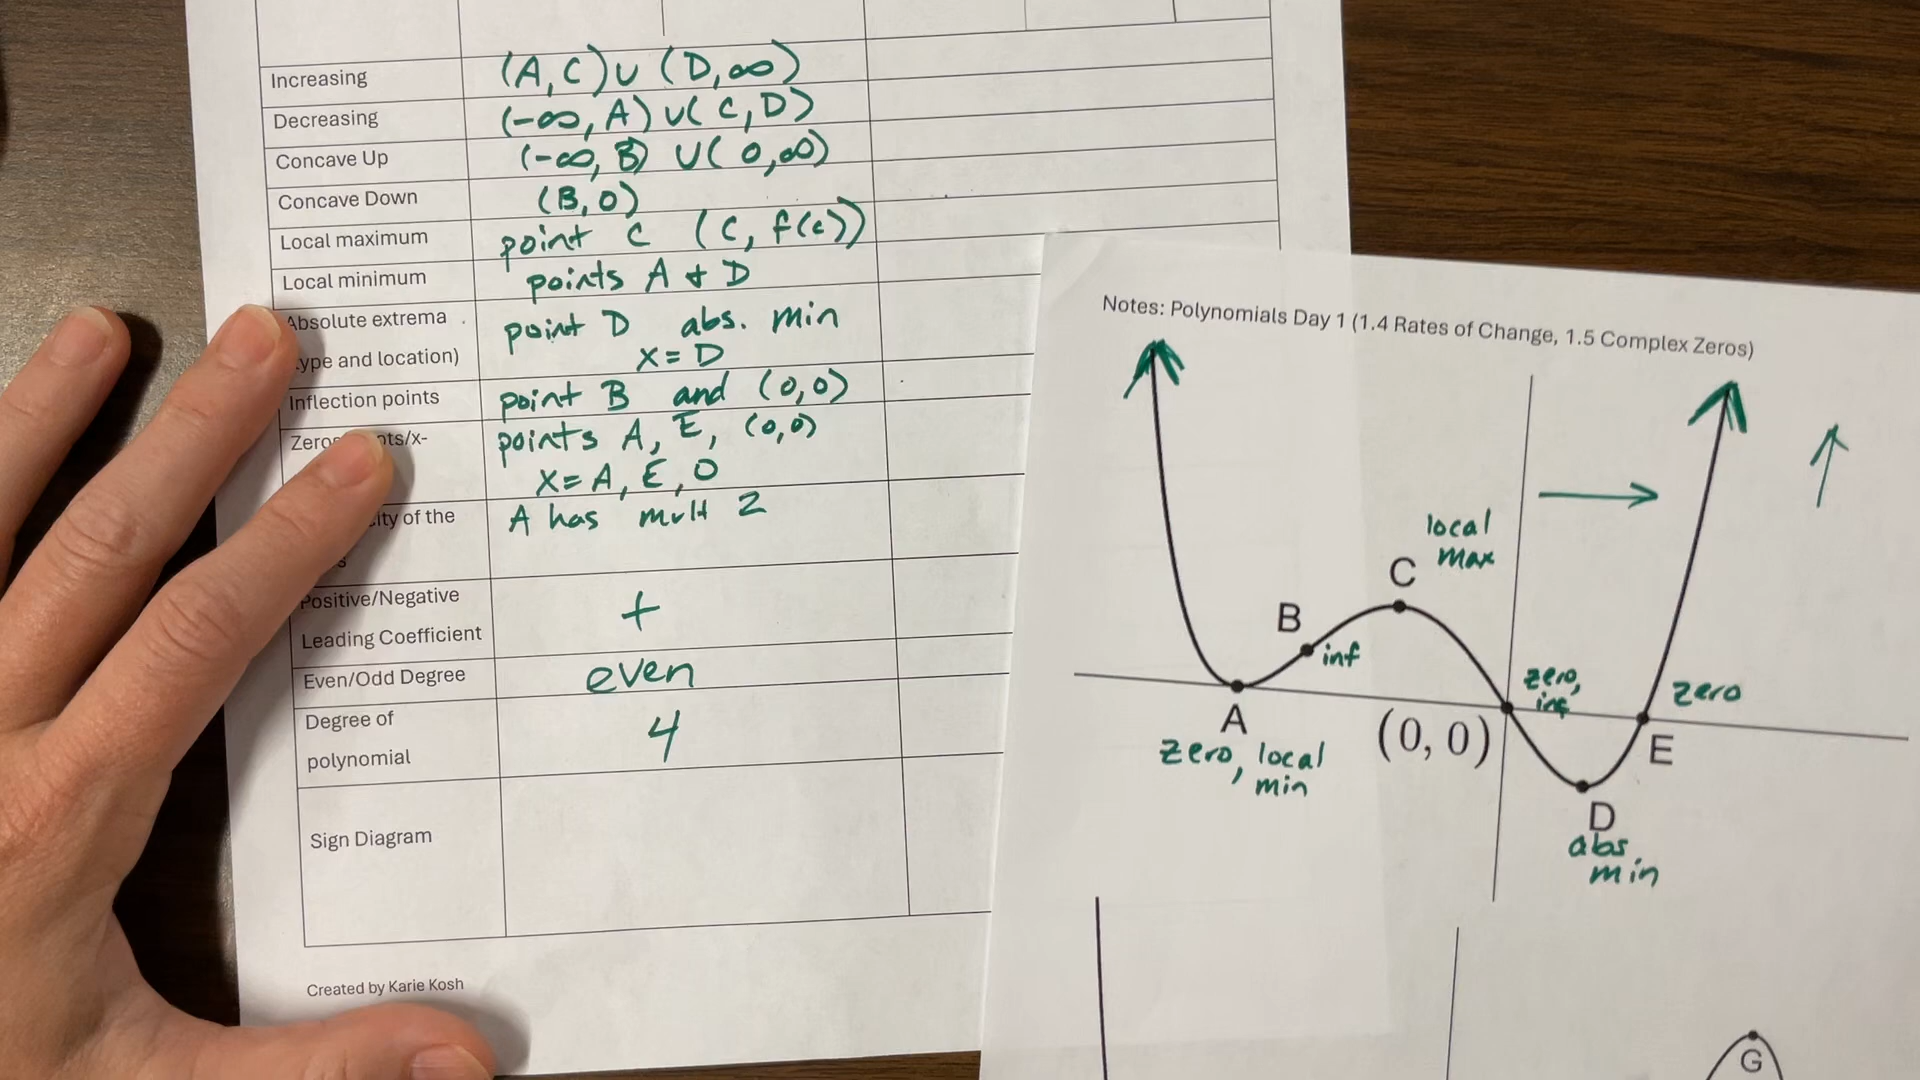 Increasing (A,C) ∪ (D,∞)
Decreasing (-∞, A) ∪ (C,D)
Concave Up (-∞, B) ∪ (0,∞)
Concave Down (B,0)
Local maximum point C (C, f(c))
Local minimum points A + D
Absolute extrema point D abs. min
ype and location) x = D
Inflection points point B and (0,0)
points A, E, (0,0)
x = A, E, 0
ity of the A has mult 2
Positive/Negative
Leading Coefficient +
Even/Odd Degree even
Degree of
polynomial 4
Sign Diagram
Created by Karie Kosh
Notes: Polynomials Day 1 (1.4 Rates of Change, 1.5 Complex Zeros)
local
max
C
B
inf
zero,
inf
zero
A
zero, local
min
(0, 0)
E
D
abs
min
G